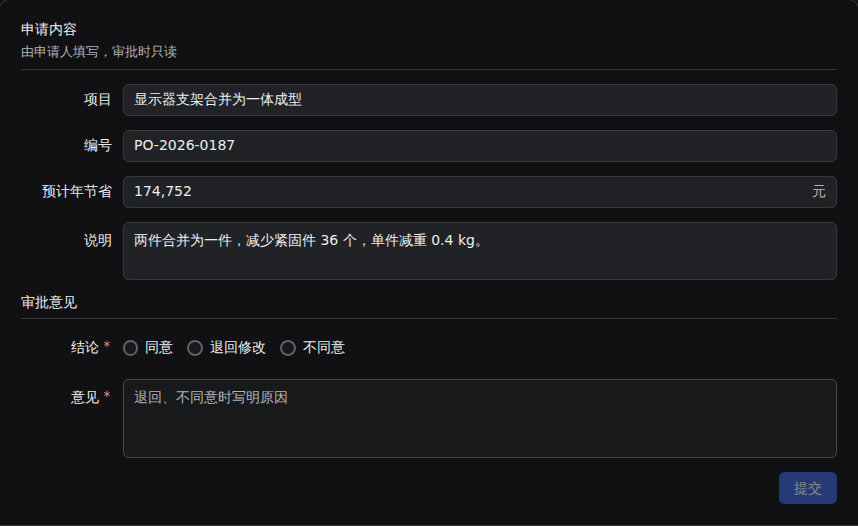 申请内容
由申请人填写，审批时只读
项目 显示器支架合并为一体成型
编号 PO-2026-0187
预计年节省 174,752 元
说明 两件合并为一件，减少紧固件 36 个，单件减重 0.4 kg。
审批意见
结论 * 同意 退回修改 不同意
意见 * 退回、不同意时写明原因
提交